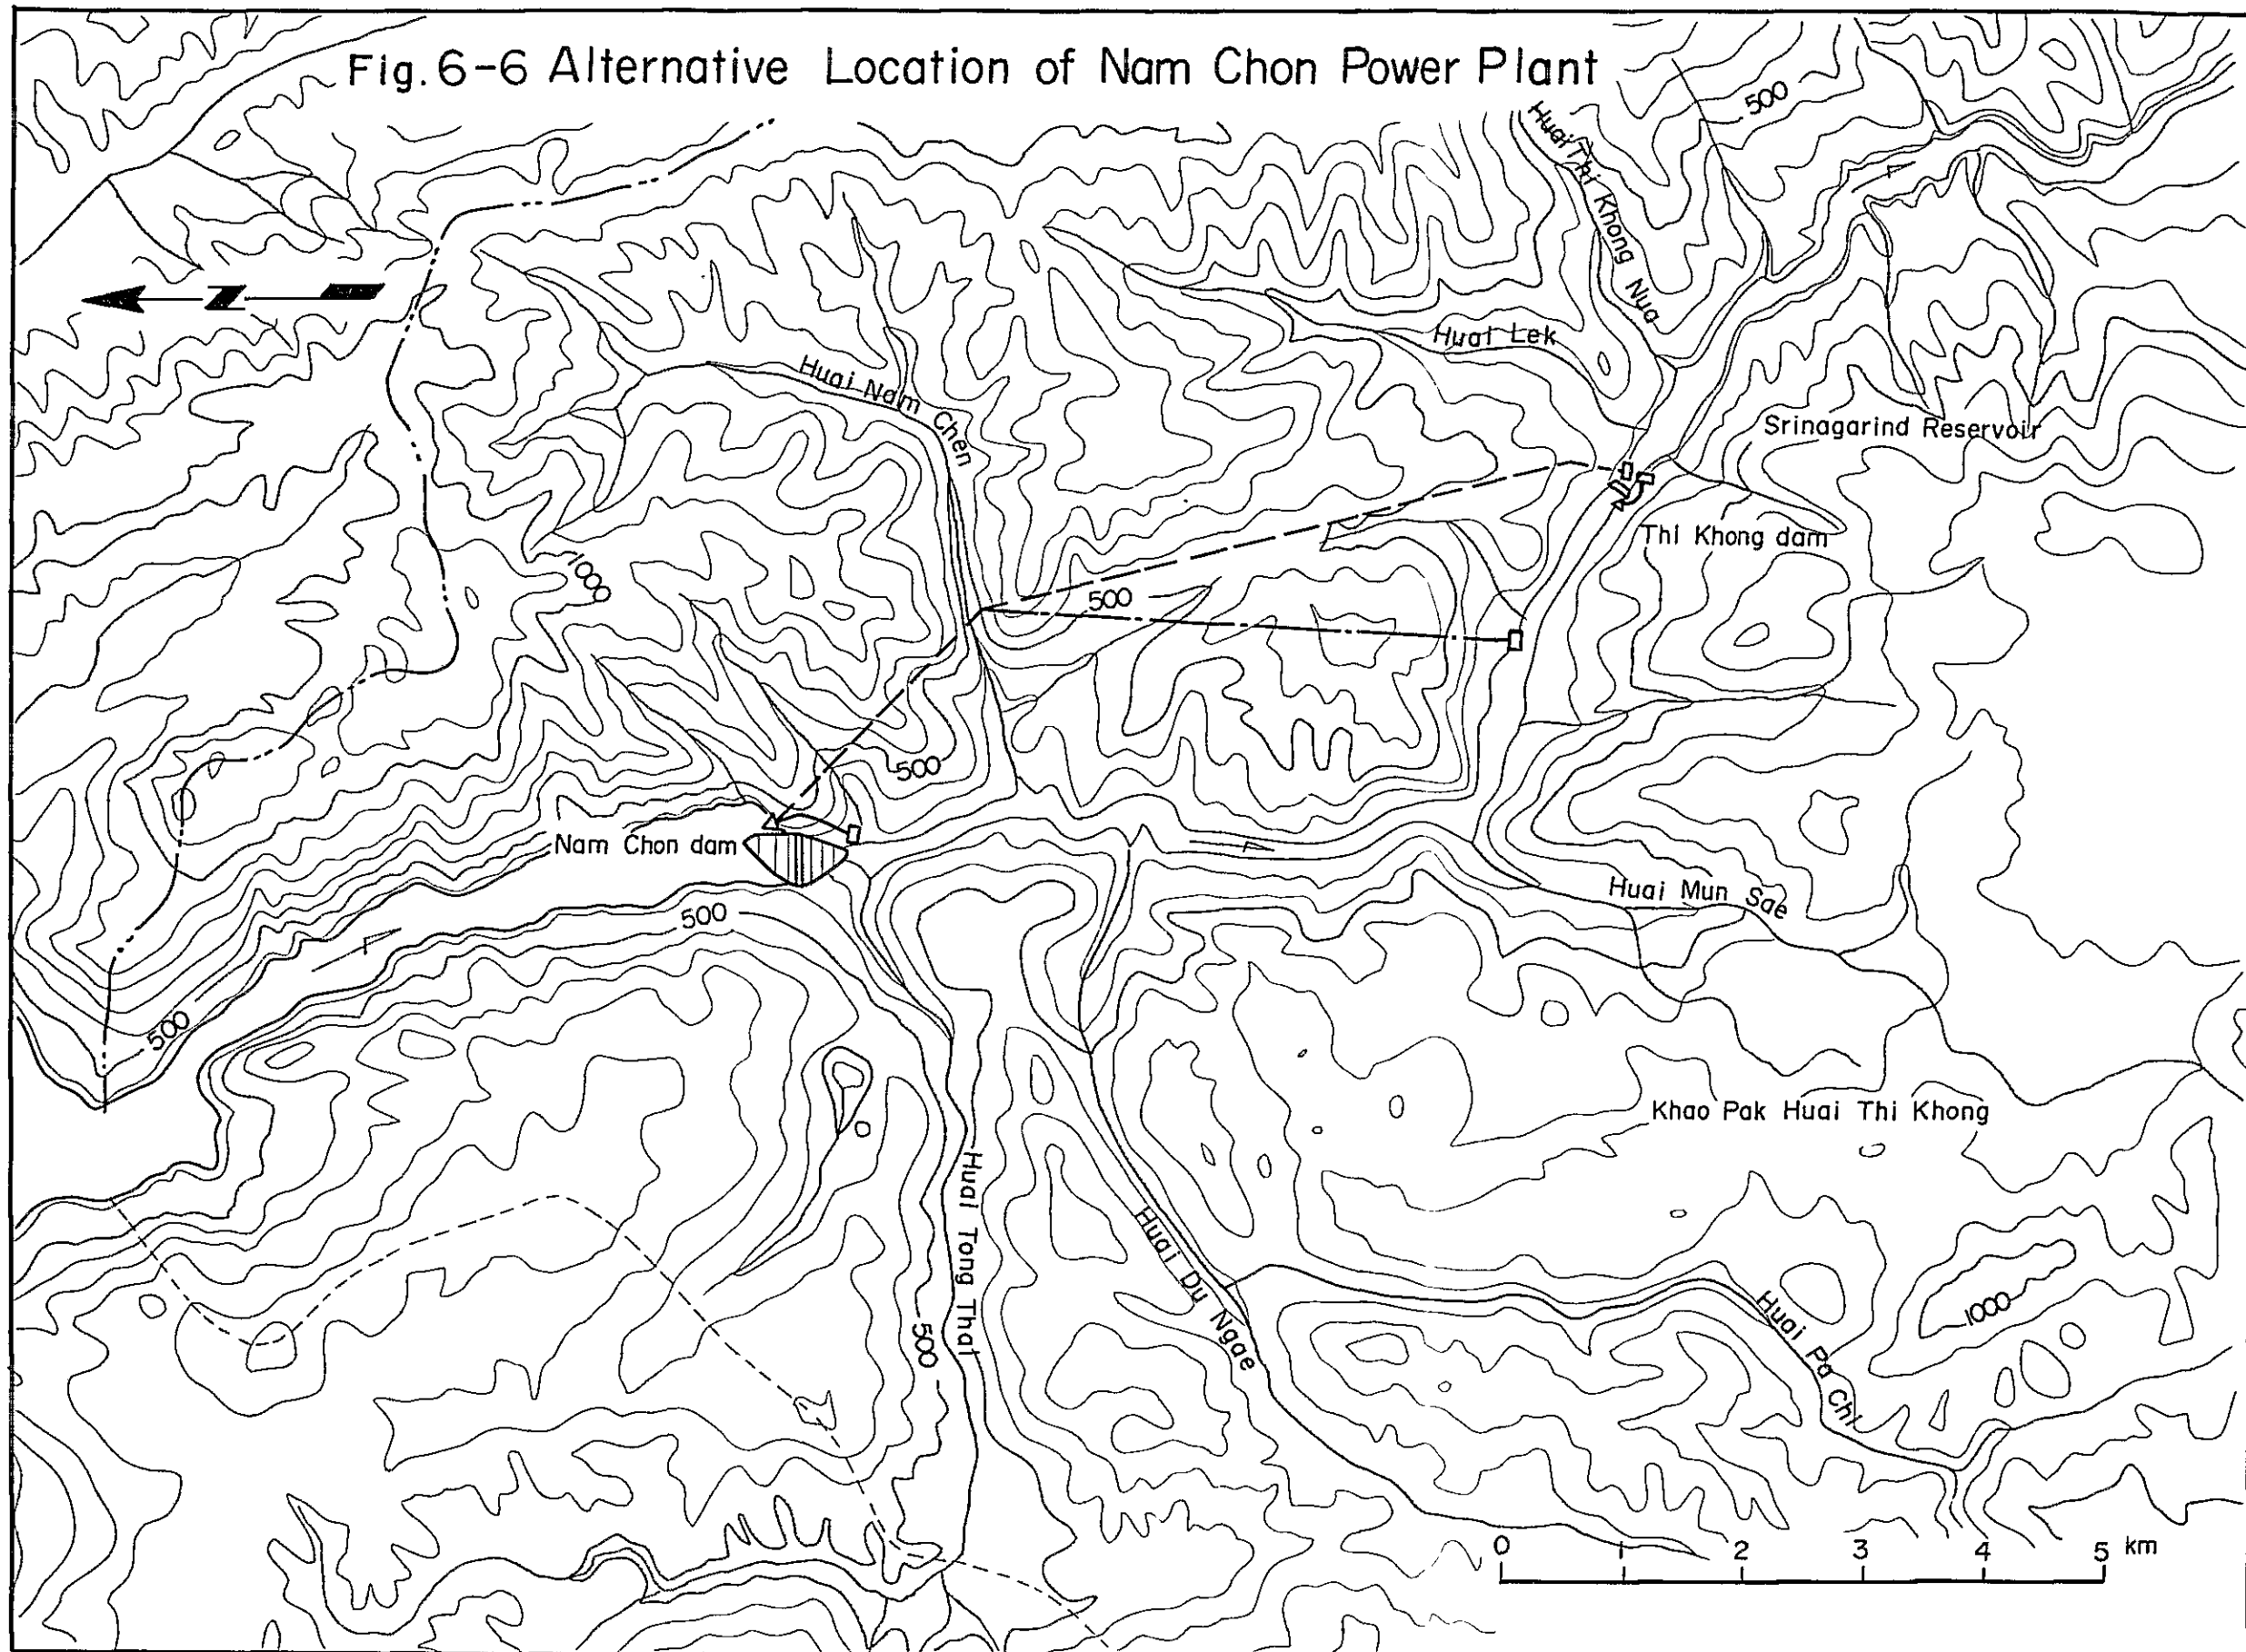 Fig. 6-6 Alternative Location of Nam Chon Power Plant
500
Huai Thi Khong Nua
N
Huai Lek
Huai Nam Chen
Srinagarind Reservoir
Thi Khong dam
1000
500
500
Nam Chon dam
Huai Mun Sae
500
500
Khao Pak Huai Thi Khong
Huai Tong Thai
Huai Du Ngae
Huai Pa Chi
1000
500
0 1 2 3 4 5 km